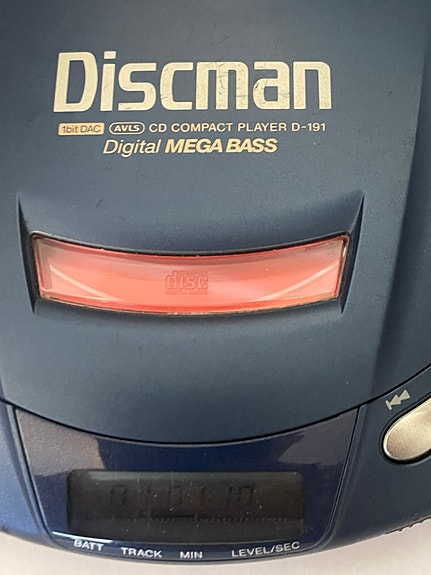 Discman
1bit DAC AVLS CD COMPACT PLAYER D-191
Digital MEGA BASS
disc
BATT TRACK MIN LEVEL/SEC